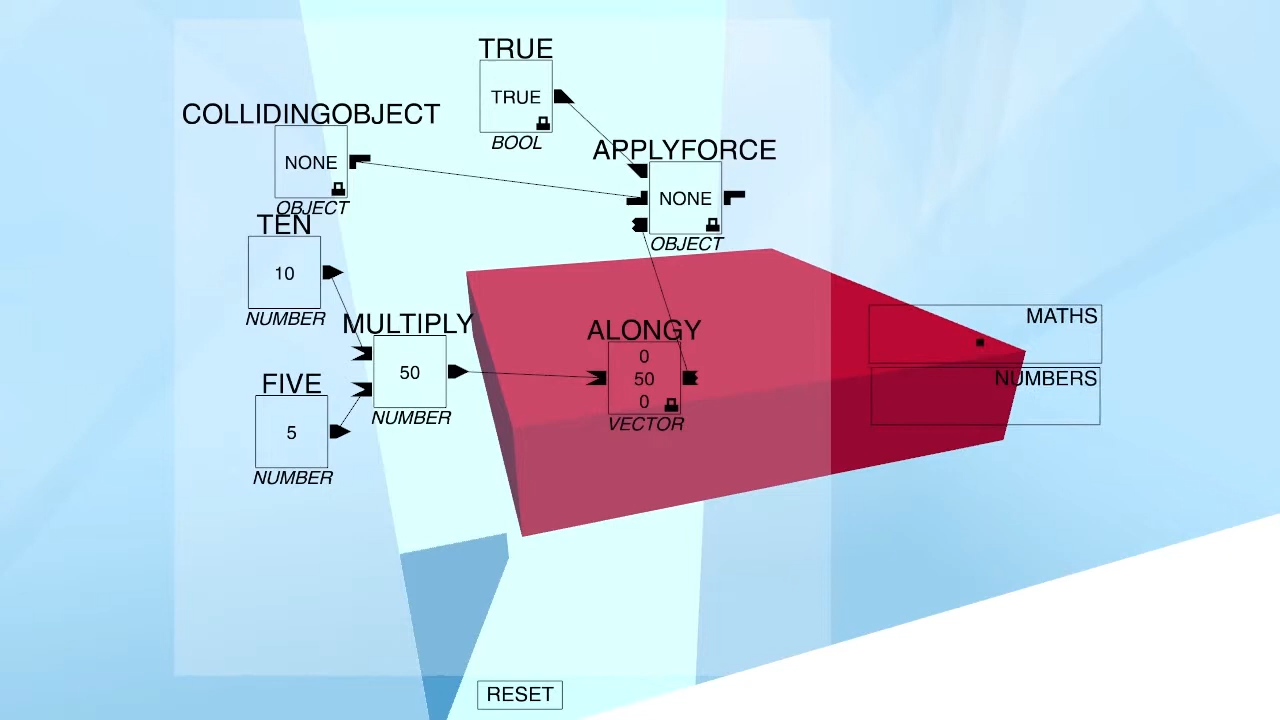 TRUE
TRUE
BOOL
COLLIDINGOBJECT
NONE
OBJECT
APPLYFORCE
NONE
OBJECT
TEN
10
NUMBER
MULTIPLY
50
NUMBER
FIVE
5
NUMBER
ALONGY
0
50
0
VECTOR
MATHS
NUMBERS
RESET